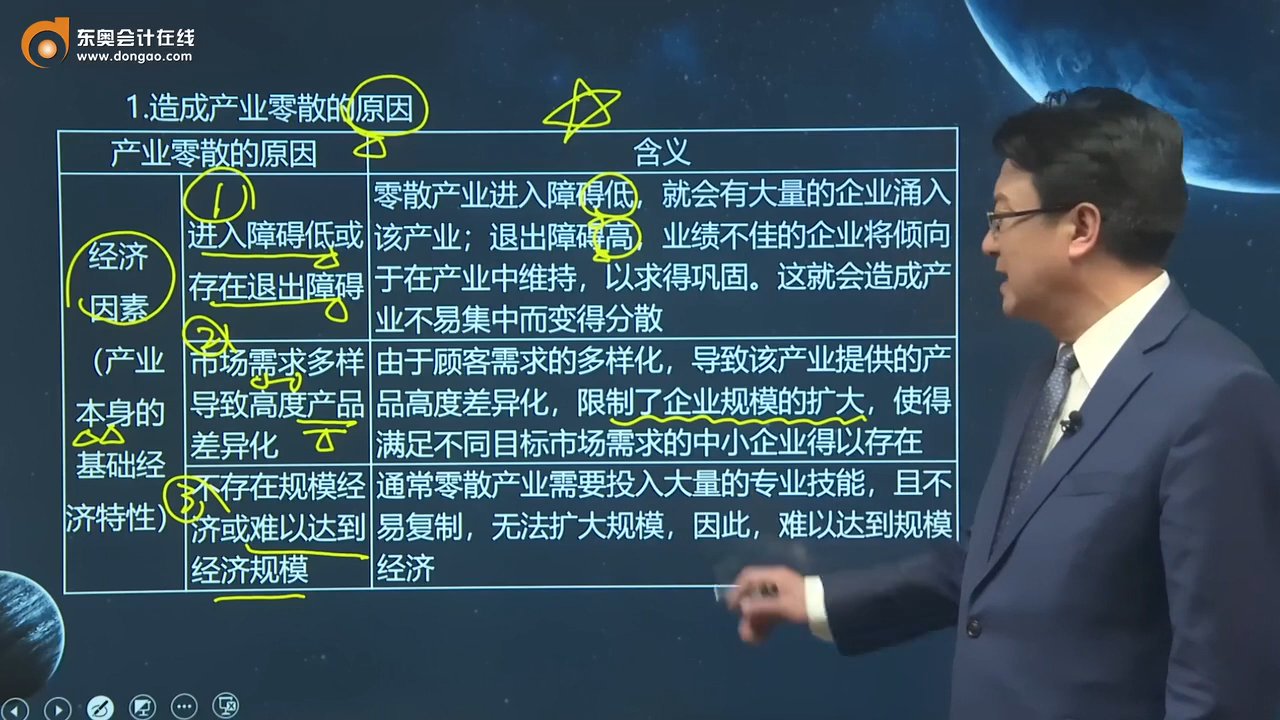 东奥会计在线
www.dongao.com
1.造成产业零散的原因
产业零散的原因
含义
经济
因素
（产业
本身的
基础经
济特性）
1
进入障碍低或
存在退出障碍
零散产业进入障碍低，就会有大量的企业涌入
该产业；退出障碍高，业绩不佳的企业将倾向
于在产业中维持，以求得巩固。这就会造成产
业不易集中而变得分散
2
市场需求多样
导致高度产品
差异化
由于顾客需求的多样化，导致该产业提供的产
品高度差异化，限制了企业规模的扩大，使得
满足不同目标市场需求的中小企业得以存在
3
不存在规模经
济或难以达到
经济规模
通常零散产业需要投入大量的专业技能，且不
易复制，无法扩大规模，因此，难以达到规模
经济